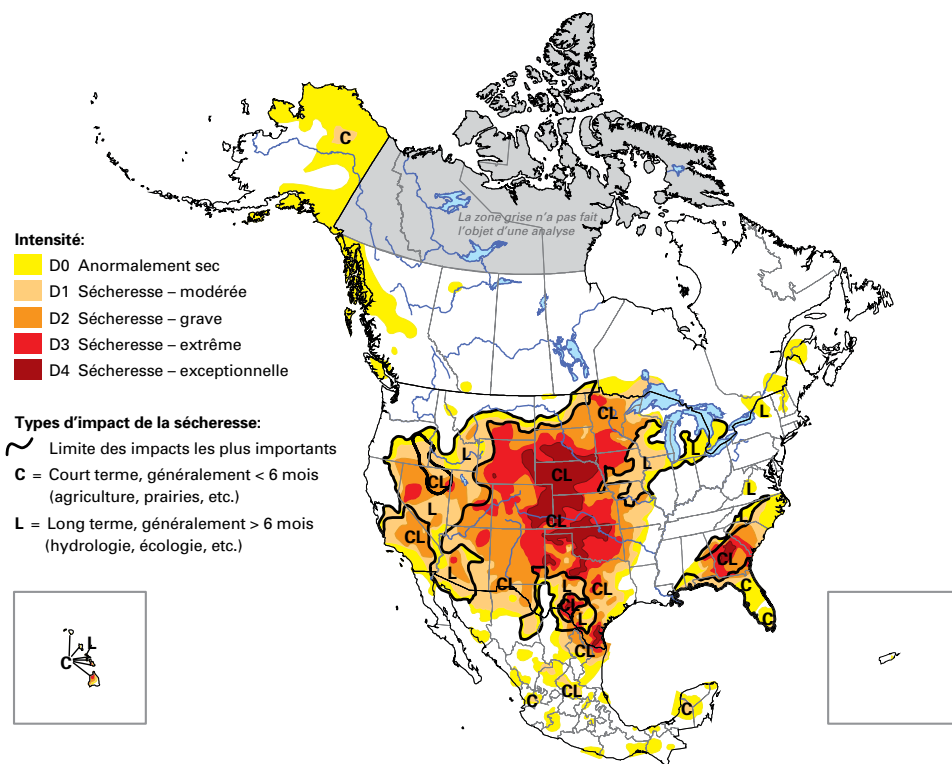 La zone grise n'a pas fait
l'objet d'une analyse
Intensité:
D0 Anormalement sec
D1 Sécheresse – modérée
D2 Sécheresse – grave
D3 Sécheresse – extrême
D4 Sécheresse – exceptionnelle
Types d'impact de la sécheresse:
Limite des impacts les plus importants
C = Court terme, généralement < 6 mois
(agriculture, prairies, etc.)
L = Long terme, généralement > 6 mois
(hydrologie, écologie, etc.)
C
CL
L
L
L
L
CL
CL
L
CL
L
CL
CL
L
L
CL
CL
CL
L
CL
L
CL
C
C
CL
C
C
L
C